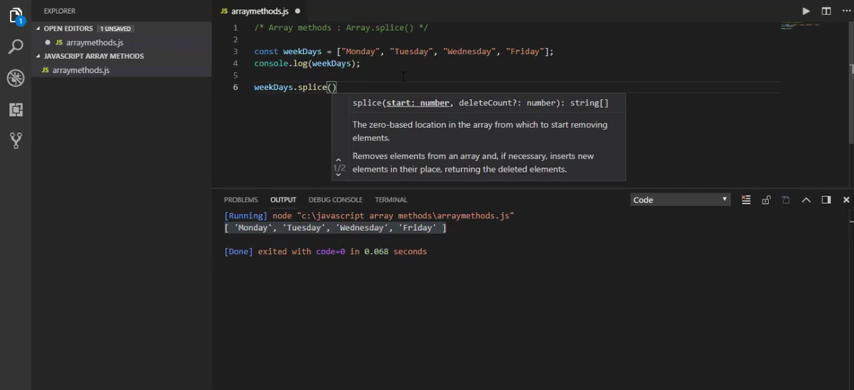 EXPLORER
OPEN EDITORS 1 UNSAVED
JS arraymethods.js
JAVASCRIPT ARRAY METHODS
JS arraymethods.js
1
JS arraymethods.js
1 /* Array methods : Array.splice() */
2
3 const weekDays = ["Monday", "Tuesday", "Wednesday", "Friday"];
4 console.log(weekDays);
5
6 weekDays.splice()
splice(start: number, deleteCount?: number): string[]
The zero-based location in the array from which to start removing
elements.
1/2
Removes elements from an array and, if necessary, inserts new
elements in their place, returning the deleted elements.
PROBLEMS OUTPUT DEBUG CONSOLE TERMINAL Code
[Running] node "c:\javascript array methods\arraymethods.js"
[ 'Monday', 'Tuesday', 'Wednesday', 'Friday' ]
[Done] exited with code=0 in 0.068 seconds